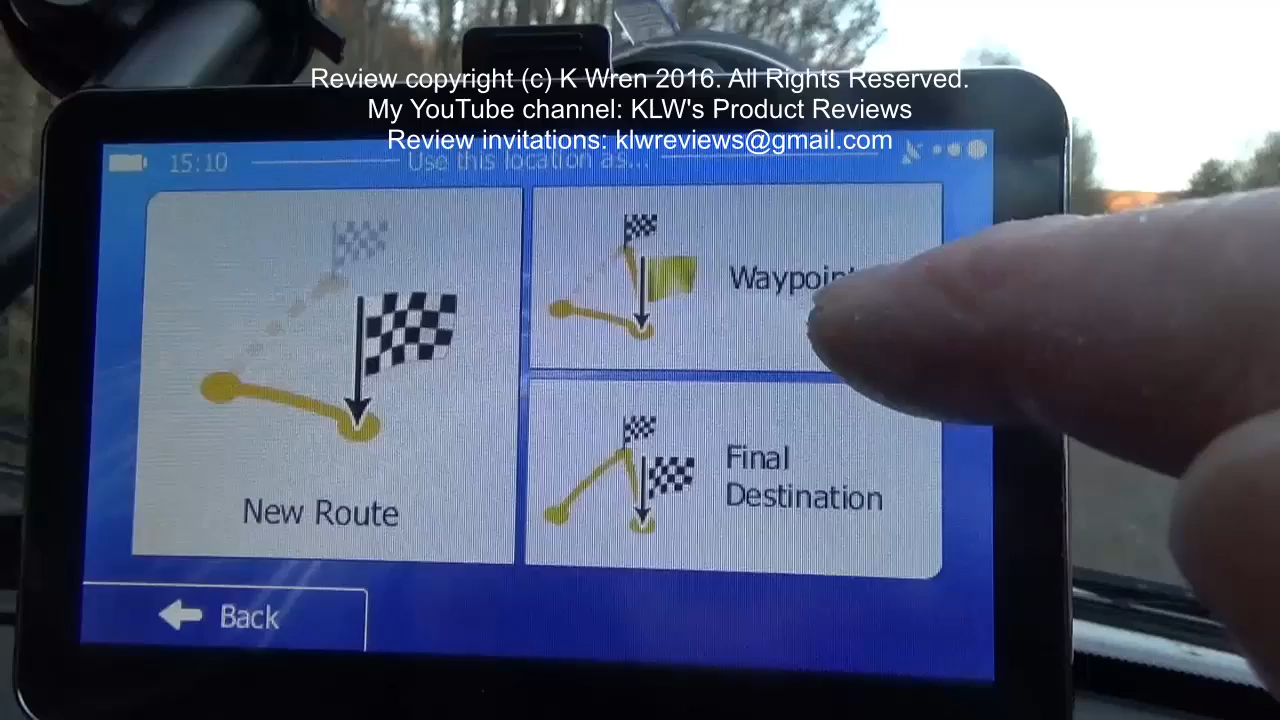 Review copyright (c) K Wren 2016. All Rights Reserved.
My YouTube channel: KLW's Product Reviews
Review invitations: klwreviews@gmail.com
15:10
Use this location as...
Waypoint
Final
Destination
New Route
Back